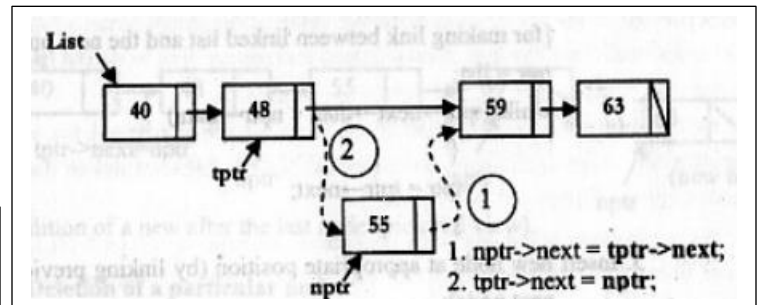 List
40 48 59 63
tptr
2
1
55
nptr
1. nptr->next = tptr->next;
2. tptr->next = nptr;